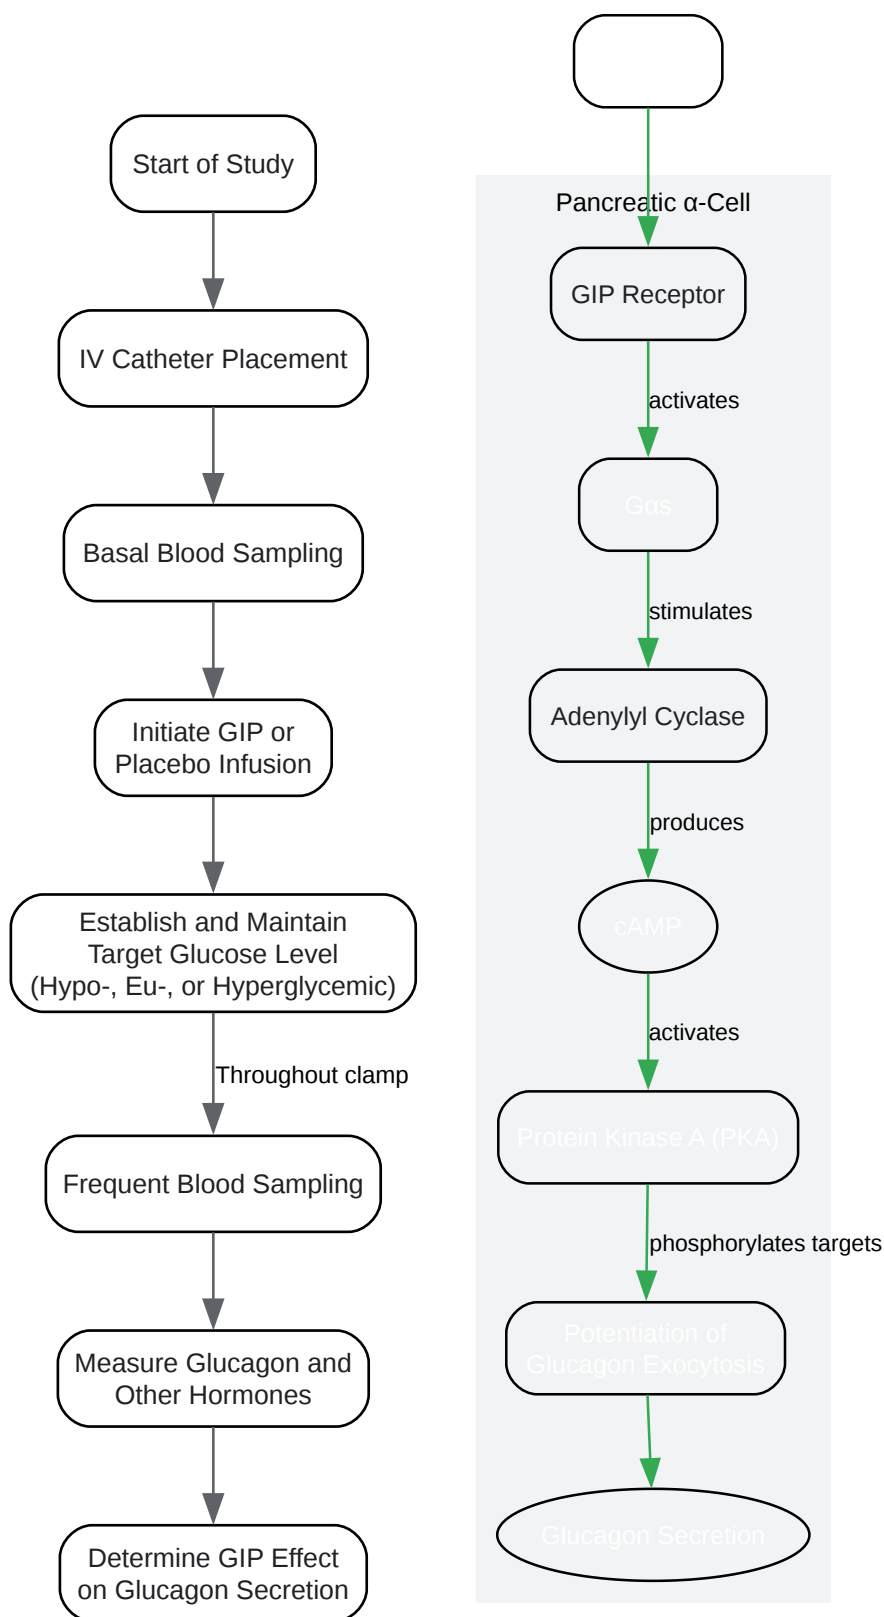 Start of Study
IV Catheter Placement
Basal Blood Sampling
Initiate GIP or
Placebo Infusion
Establish and Maintain
Target Glucose Level
(Hypo-, Eu-, or Hyperglycemic)
Throughout clamp
Frequent Blood Sampling
Measure Glucagon and
Other Hormones
Determine GIP Effect
on Glucagon Secretion
Pancreatic α-Cell
GIP Receptor
activates
Gαs
stimulates
Adenylyl Cyclase
produces
cAMP
activates
Protein Kinase A (PKA)
phosphorylates targets
Potentiation of
Glucagon Exocytosis
Glucagon Secretion